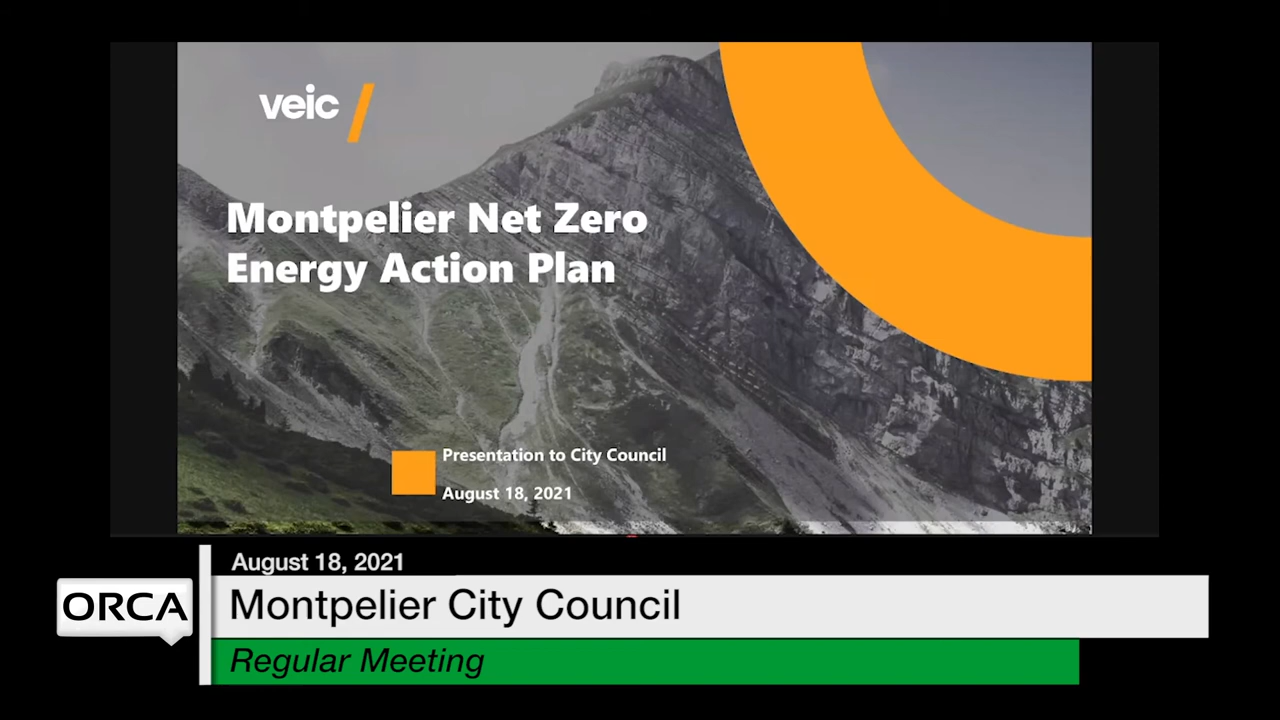 veic
Montpelier Net Zero
Energy Action Plan
Presentation to City Council
August 18, 2021
August 18, 2021
ORCA
Montpelier City Council
Regular Meeting